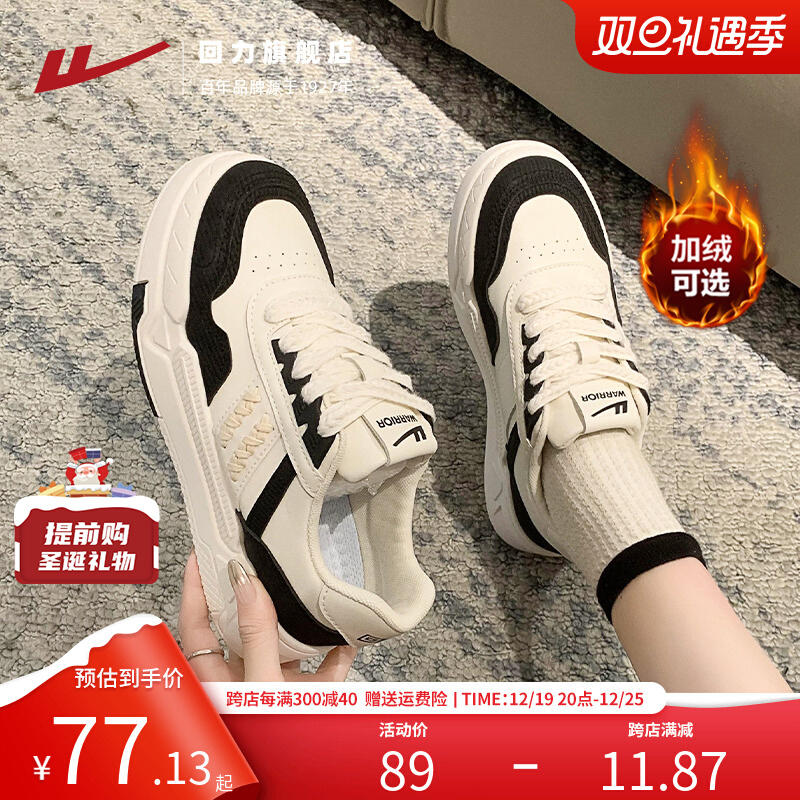 回力旗舰店
百年品牌源于1927年
双旦礼遇季
加绒
可选
WARRIOR
WARRIOR
提前购
圣诞礼物
预估到手价
¥77.13起
跨店每满300减40 赠送运费险 | TIME:12/19 20点-12/25
活动价
跨店满减
89 - 11.87